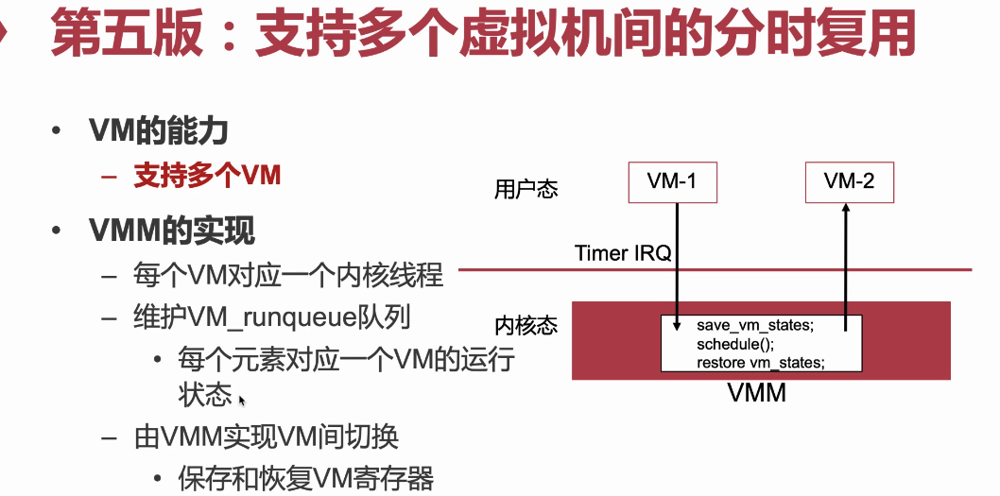 第五版：支持多个虚拟机间的分时复用
• VM的能力
– 支持多个VM
• VMM的实现
– 每个VM对应一个内核线程
– 维护VM_runqueue队列
• 每个元素对应一个VM的运行
状态
– 由VMM实现VM间切换
• 保存和恢复VM寄存器
用户态
VM-1
VM-2
Timer IRQ
内核态
save_vm_states;
schedule();
restore vm_states;
VMM